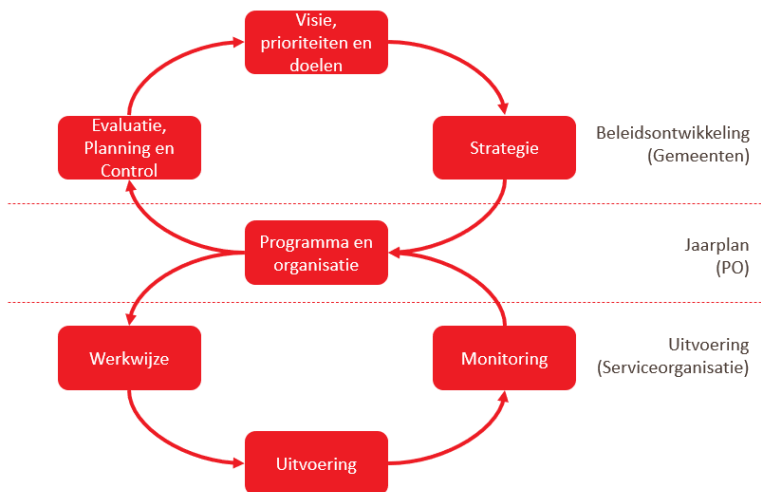 Visie,
prioriteiten en
doelen
Evaluatie,
Planning en
Control
Strategie
Beleidsontwikkeling
(Gemeenten)
Programma en
organisatie
Jaarplan
(PO)
Werkwijze
Monitoring
Uitvoering
(Serviceorganisatie)
Uitvoering